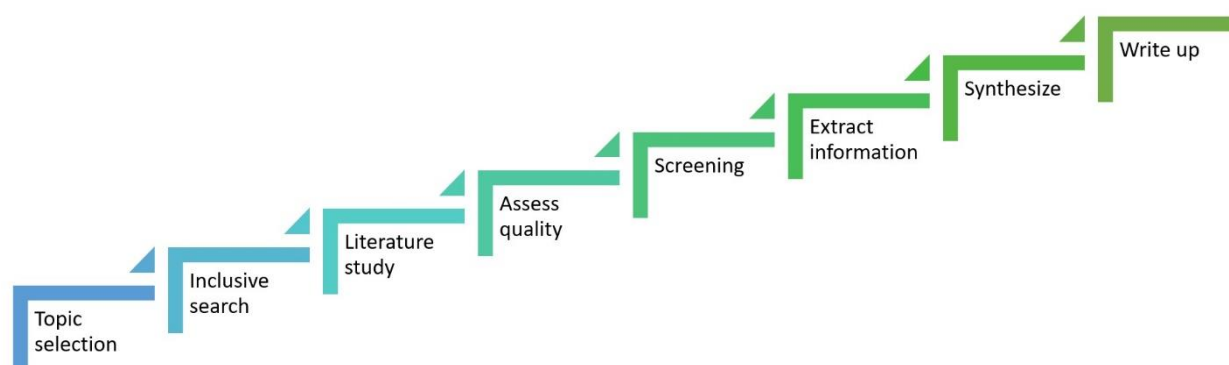 Topic
selection
Inclusive
search
Literature
study
Assess
quality
Screening
Extract
information
Synthesize
Write up